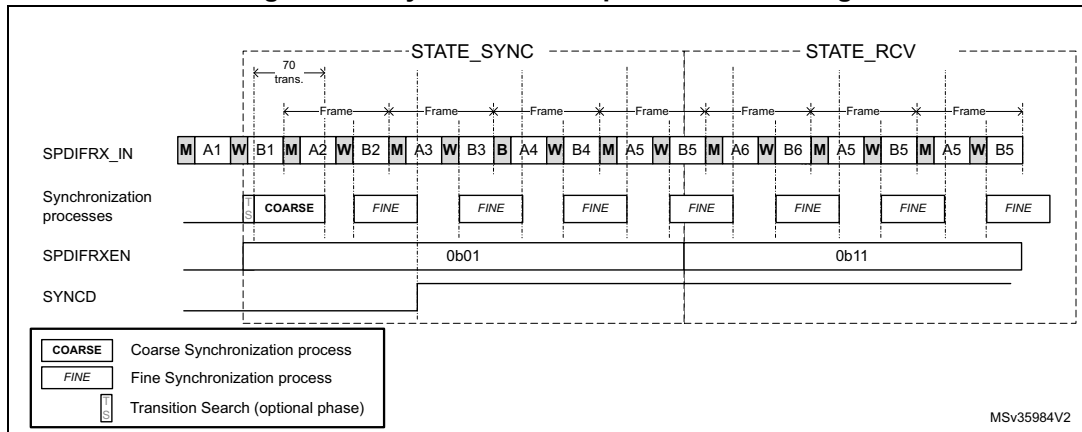 STATE_SYNC STATE_RCV
70
trans.
Frame Frame Frame Frame Frame Frame Frame
SPDIFRX_IN M A1 W B1 M A2 W B2 M A3 W B3 B A4 W B4 M A5 W B5 M A6 W B6 M A5 W B5 M A5 W B5
Synchronization
processes
TS COARSE FINE FINE FINE FINE FINE FINE FINE
SPDIFRXEN 0b01 0b11
SYNCD
COARSE Coarse Synchronization process
FINE Fine Synchronization process
TS Transition Search (optional phase)
MSv35984V2